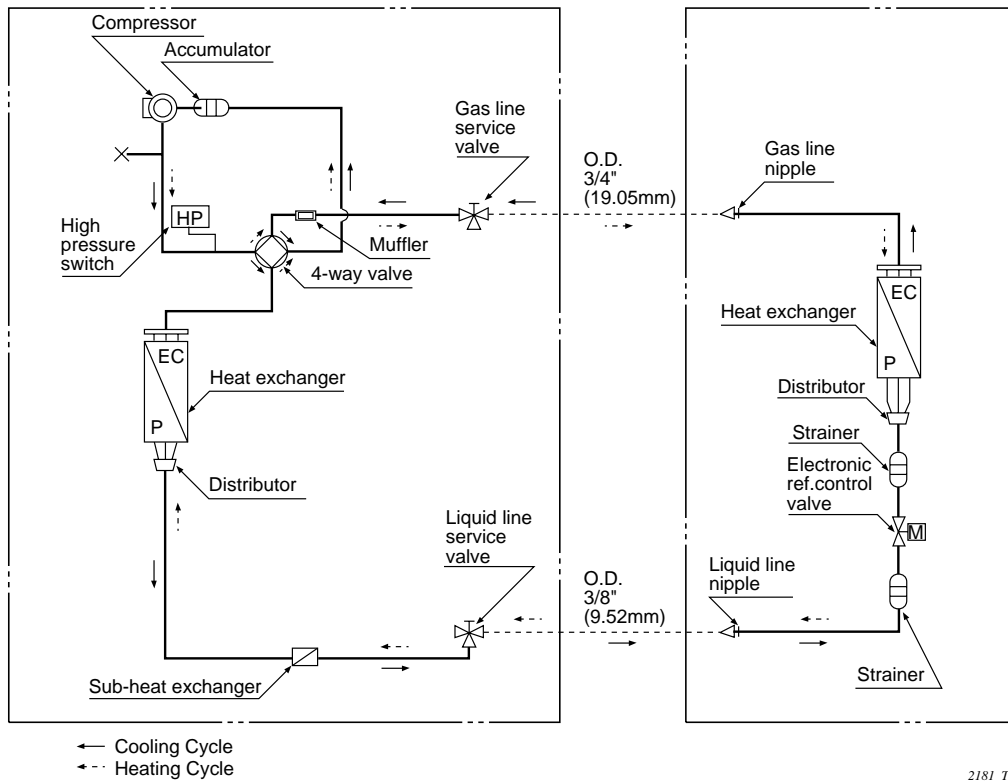 Compressor
Accumulator
Gas line
service
valve
O.D.
3/4"
(19.05mm)
Gas line
nipple
HP
High
pressure
switch
Muffler
4-way valve
EC
P
Heat exchanger
Distributor
EC
P
Heat exchanger
Distributor
Strainer
Electronic
ref.control
valve
M
Liquid line
service
valve
O.D.
3/8"
(9.52mm)
Liquid line
nipple
Sub-heat exchanger
Strainer
Cooling Cycle
Heating Cycle